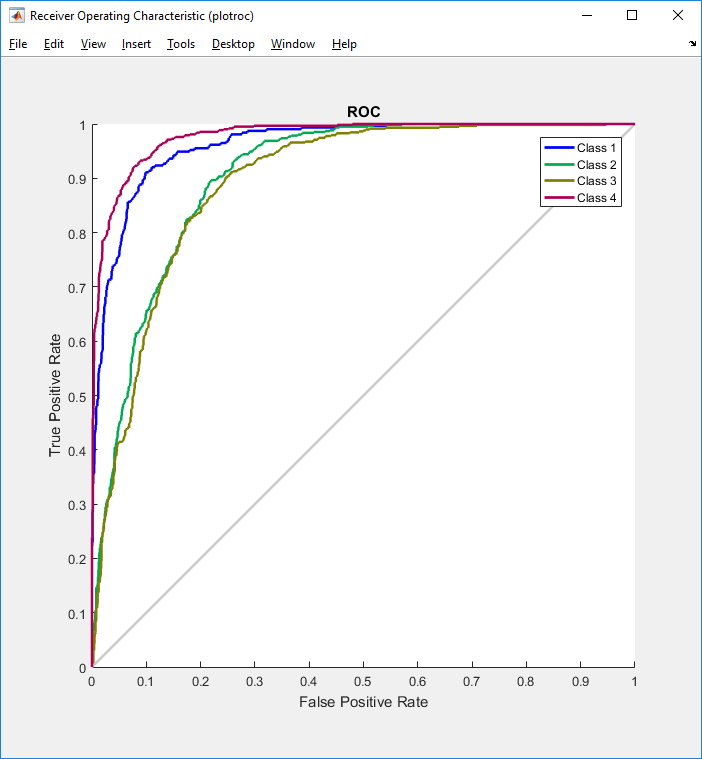 Receiver Operating Characteristic (plotroc)
File Edit View Insert Tools Desktop Window Help
ROC
Class 1
Class 2
Class 3
Class 4
True Positive Rate
1
0.9
0.8
0.7
0.6
0.5
0.4
0.3
0.2
0.1
0
0 0.1 0.2 0.3 0.4 0.5 0.6 0.7 0.8 0.9 1
False Positive Rate